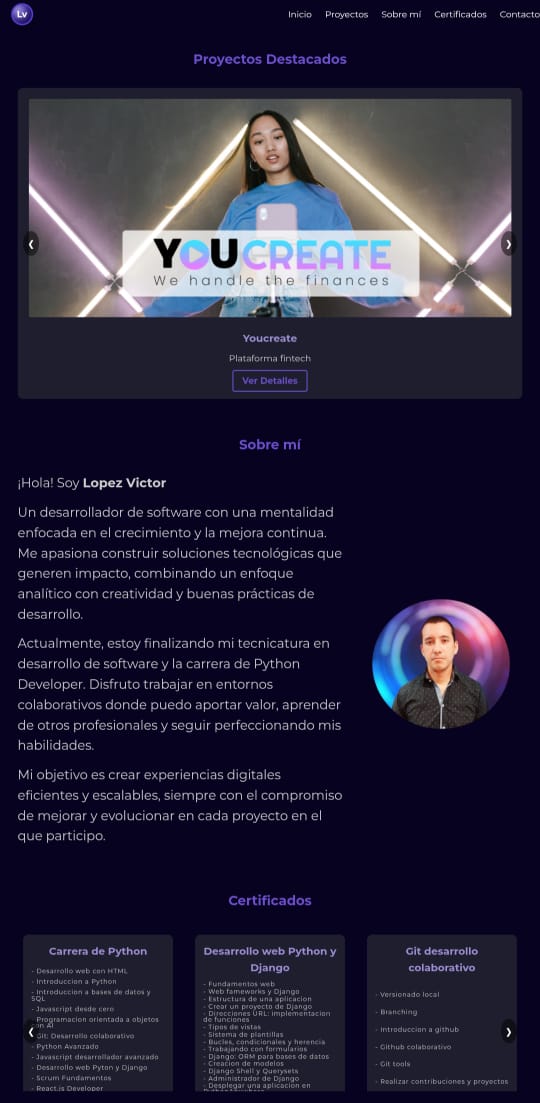 Lv
Inicio Proyectos Sobre mí Certificados Contacto
Proyectos Destacados
❮ ❯
YOUCREATE
We handle the finances
Youcreate
Plataforma fintech
Ver Detalles
Sobre mí
¡Hola! Soy Lopez Victor
Un desarrollador de software con una mentalidad
enfocada en el crecimiento y la mejora continua.
Me apasiona construir soluciones tecnológicas que
generen impacto, combinando un enfoque
analítico con creatividad y buenas prácticas de
desarrollo.
Actualmente, estoy finalizando mi tecnicatura en
desarrollo de software y la carrera de Python
Developer. Disfruto trabajar en entornos
colaborativos donde puedo aportar valor, aprender
de otros profesionales y seguir perfeccionando mis
habilidades.
Mi objetivo es crear experiencias digitales
eficientes y escalables, siempre con el compromiso
de mejorar y evolucionar en cada proyecto en el
que participo.
Certificados
Carrera de Python
- Desarrollo web con HTML
- Introduccion a Python
- Introduccion a bases de datos y
SQL
- Javascript desde cero
- Programacion orientada a objetos
con AI
- Git: Desarrollo colaborativo
- Python Avanzado
- Javascript desarrollador avanzado
- Desarrollo web Pyton y Django
- Scrum Fundamentos
- React.js Developer
Desarrollo web Python y
Django
- Fundamentos web
- Web fameworks y Django
- Estructura de una aplicacion
- Crear un proyecto de Django
- Direcciones URL: implementacion
de funciones
- Tipos de vistas
- Sistema de plantillas
- Bucles, condicionales y herencia
- Trabajando con formularios
- Django: ORM para bases de datos
- Creacion de modelos
- Django Shell y Querysets
- Administrador de Django
- Desplegar una aplicacion en
Git desarrollo
colaborativo
- Versionado local
- Branching
- Introduccion a github
- Github colaborativo
- Git tools
- Realizar contribuciones y proyectos
❮ ❯